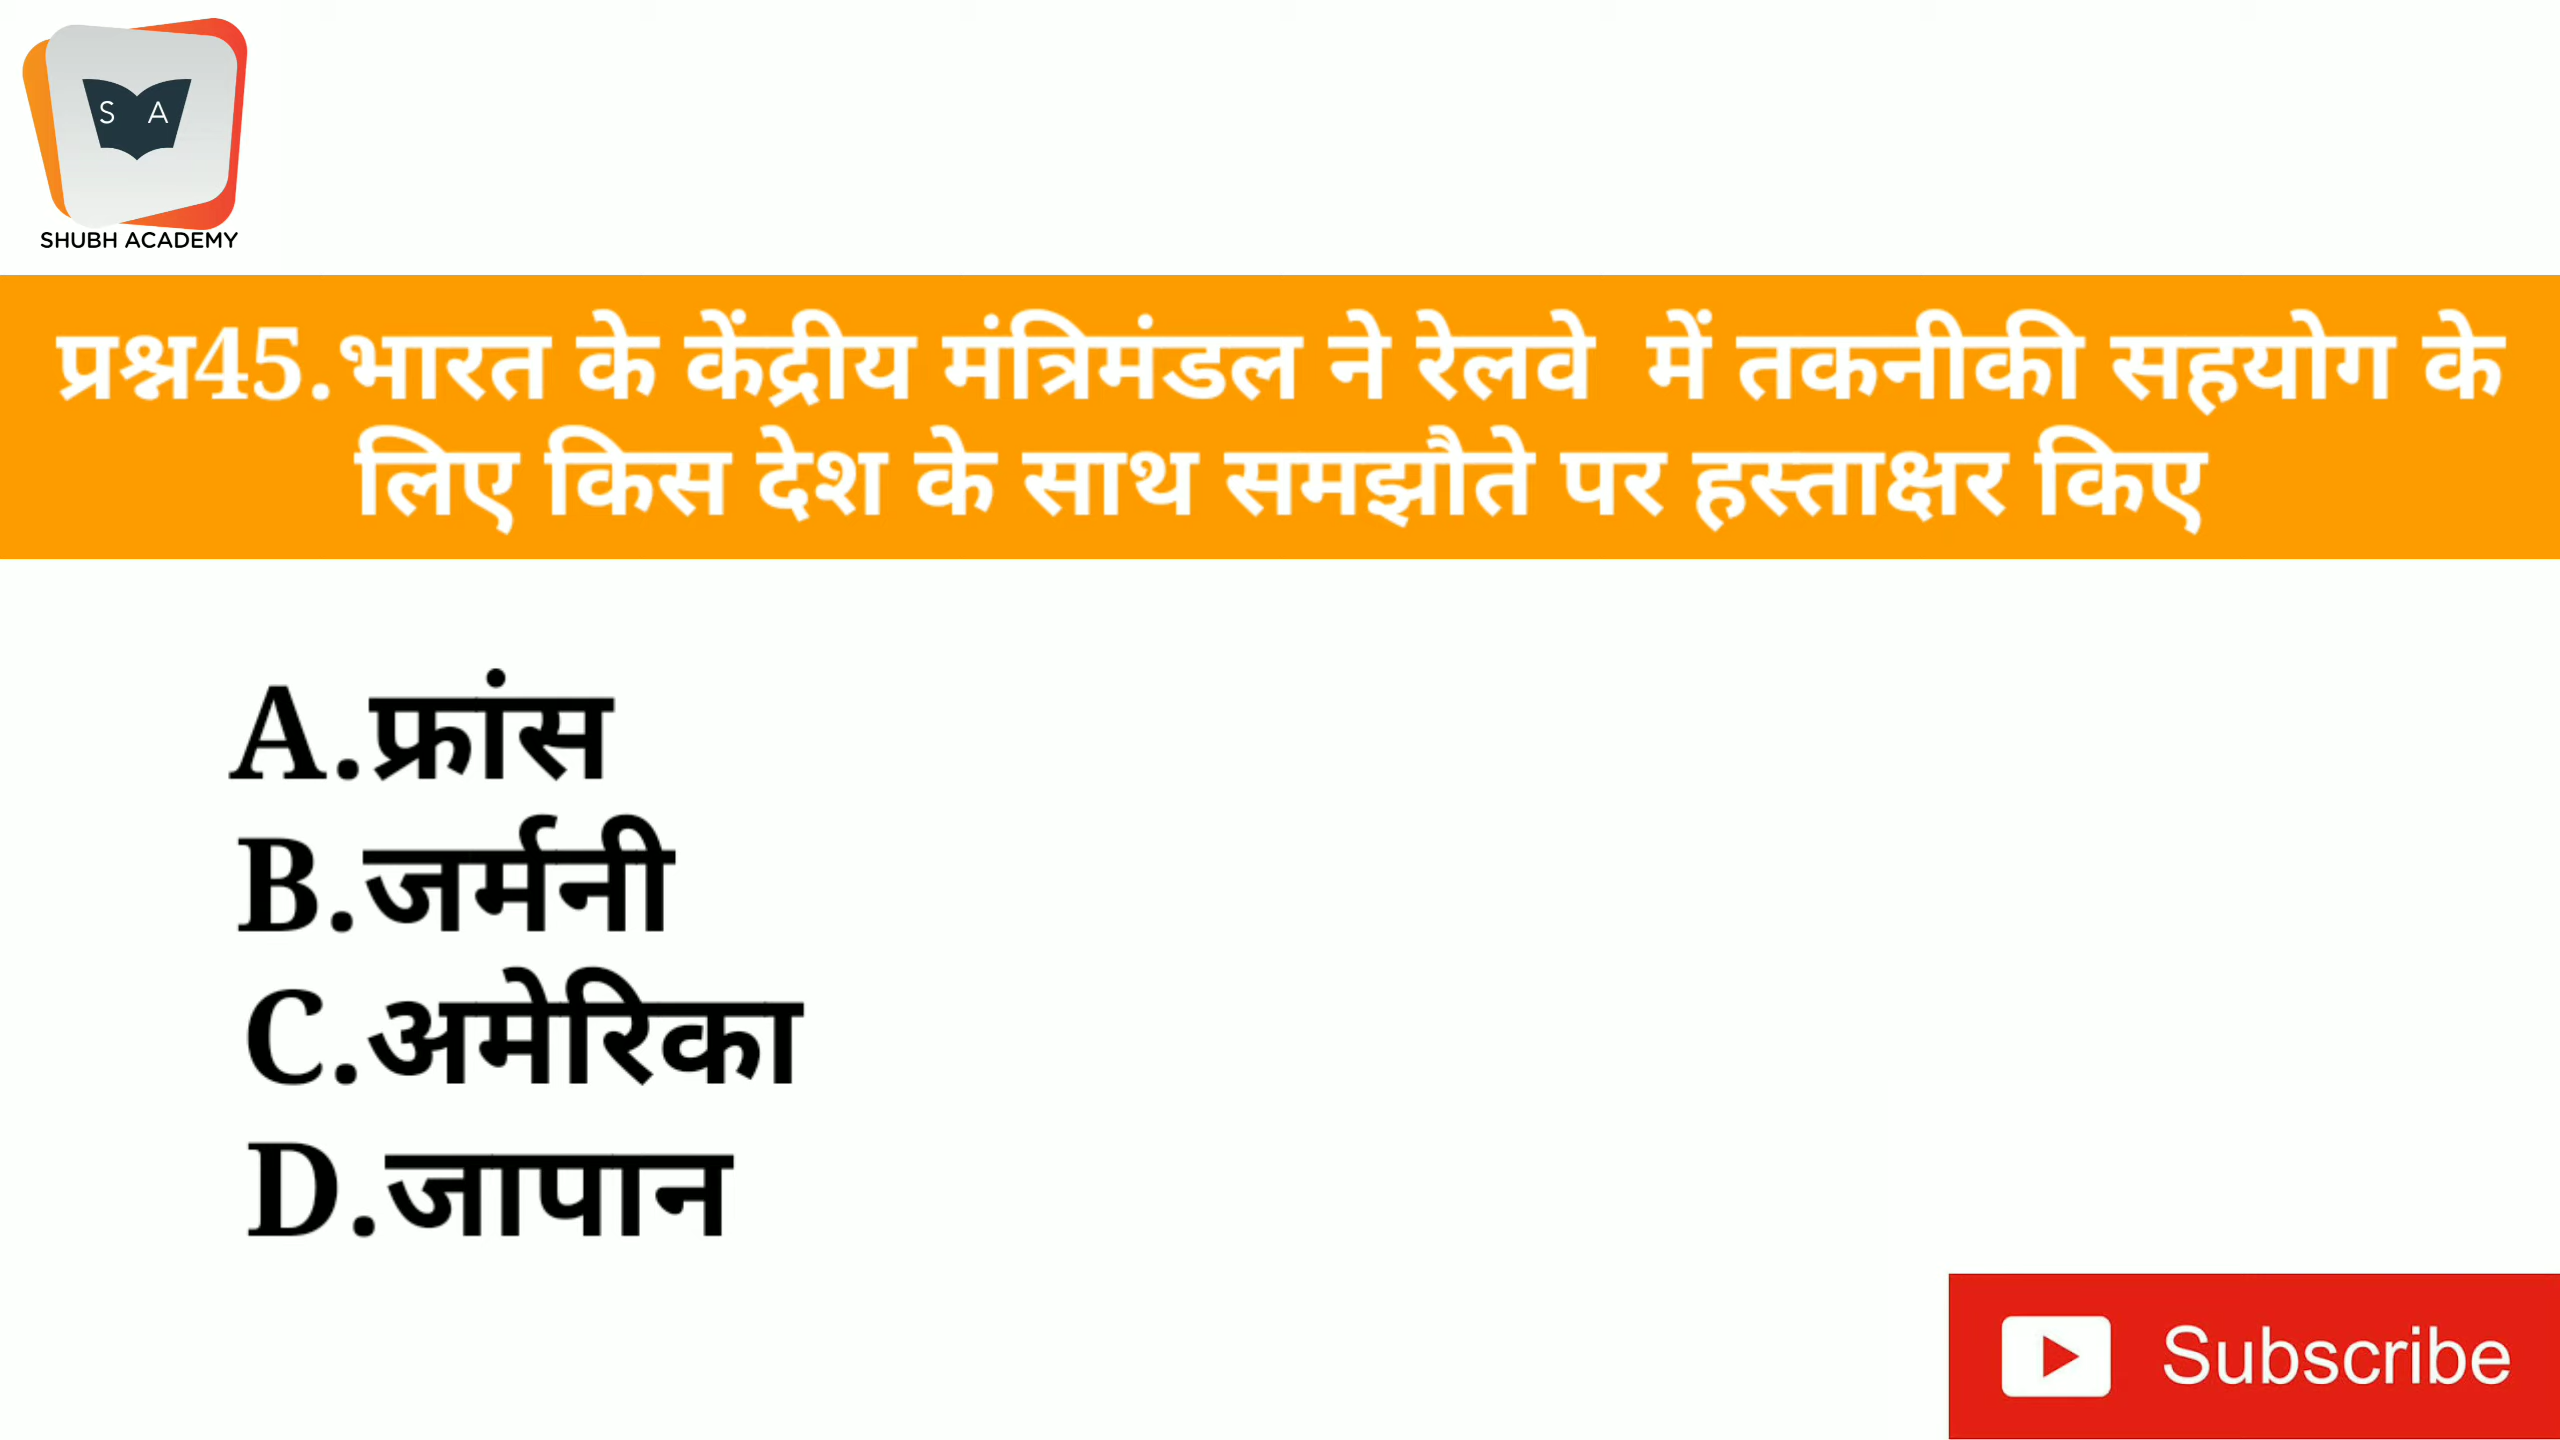 S A
SHUBH ACADEMY
प्रश्न45.भारत के केंद्रीय मंत्रिमंडल ने रेलवे में तकनीकी सहयोग के
लिए किस देश के साथ समझौते पर हस्ताक्षर किए
A.फ्रांस
B.जर्मनी
C.अमेरिका
D.जापान
Subscribe